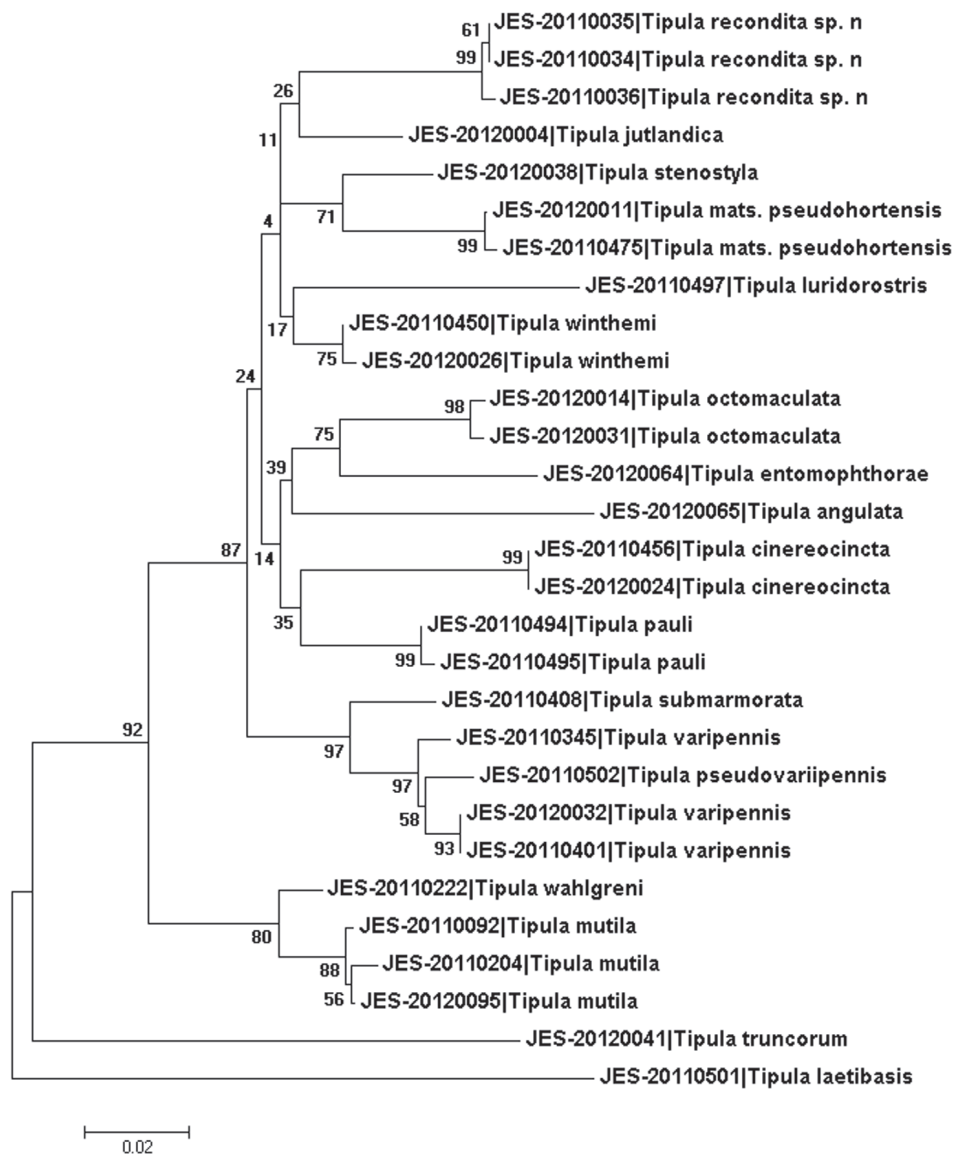 61
JES-20110035|Tipula recondita sp. n
99
JES-20110034|Tipula recondita sp. n
26
JES-20110036|Tipula recondita sp. n
11
JES-20120004|Tipula jutlandica
JES-20120038|Tipula stenostyla
71
JES-20120011|Tipula mats. pseudohortensis
4
99
JES-20110475|Tipula mats. pseudohortensis
JES-20110497|Tipula luridorostris
17
JES-20110450|Tipula winthemi
75
JES-20120026|Tipula winthemi
24
98
JES-20120014|Tipula octomaculata
75
JES-20120031|Tipula octomaculata
39
JES-20120064|Tipula entomophthorae
JES-20120065|Tipula angulata
87
14
99
JES-20110456|Tipula cinereocincta
JES-20120024|Tipula cinereocincta
35
JES-20110494|Tipula pauli
99
JES-20110495|Tipula pauli
JES-20110408|Tipula submarmorata
92
97
JES-20110345|Tipula varipennis
97
JES-20110502|Tipula pseudovariipennis
58
JES-20120032|Tipula varipennis
93
JES-20110401|Tipula varipennis
JES-20110222|Tipula wahlgreni
80
JES-20110092|Tipula mutila
88
JES-20110204|Tipula mutila
56
JES-20120095|Tipula mutila
JES-20120041|Tipula truncorum
JES-20110501|Tipula laetibasis
0.02